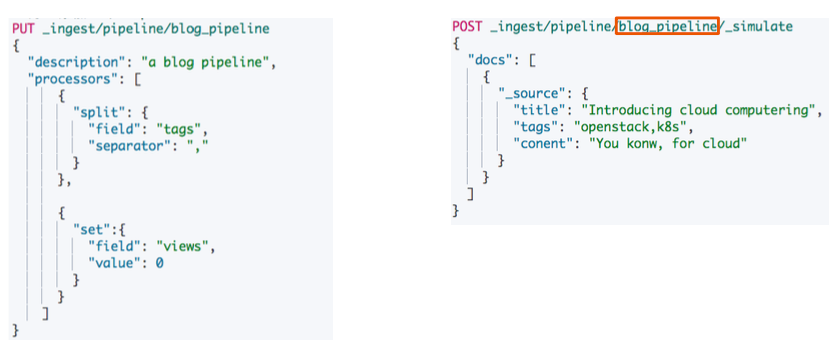 PUT _ingest/pipeline/blog_pipeline
{
  "description": "a blog pipeline",
  "processors": [
    {
      "split": {
        "field": "tags",
        "separator": ","
      }
    },

    {
      "set":{
        "field": "views",
        "value": 0
      }
    }
  ]
}
POST _ingest/pipeline/blog_pipeline/_simulate
{
  "docs": [
    {
      "_source": {
        "title": "Introducing cloud computering",
        "tags": "openstack,k8s",
        "conent": "You konw, for cloud"
      }
    }
  ]
}